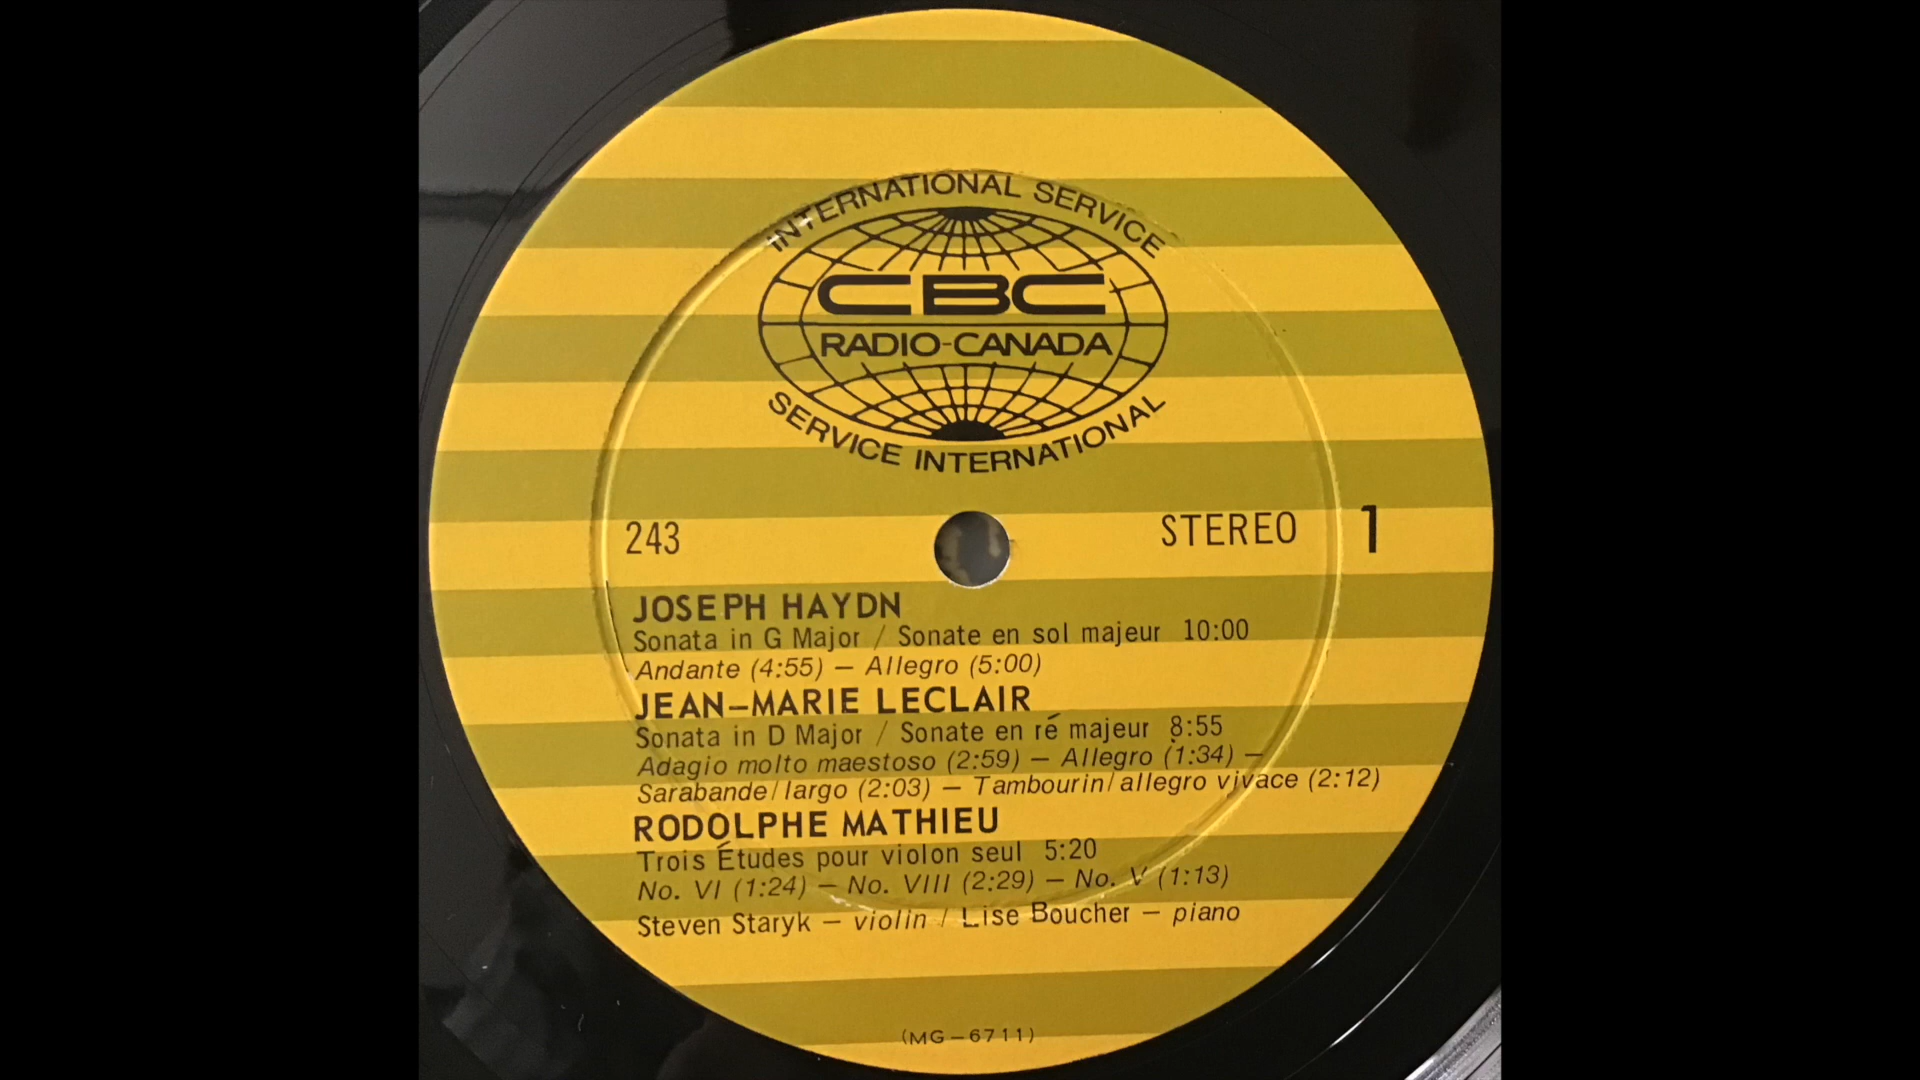 INTERNATIONAL SERVICE
CBC
RADIO-CANADA
SERVICE INTERNATIONAL
243
STEREO 1
JOSEPH HAYDN
Sonata in G Major / Sonate en sol majeur 10:00
Andante (4:55) — Allegro (5:00)
JEAN-MARIE LECLAIR
Sonata in D Major / Sonate en ré majeur 8:55
Adagio molto maestoso (2:59) — Allegro (1:34) —
Sarabande/largo (2:03) — Tambourin/allegro vivace (2:12)
RODOLPHE MATHIEU
Trois Études pour violon seul 5:20
No. VI (1:24) — No. VIII (2:29) — No. V (1:13)
Steven Staryk — violin / Lise Boucher — piano
(MG-6711)